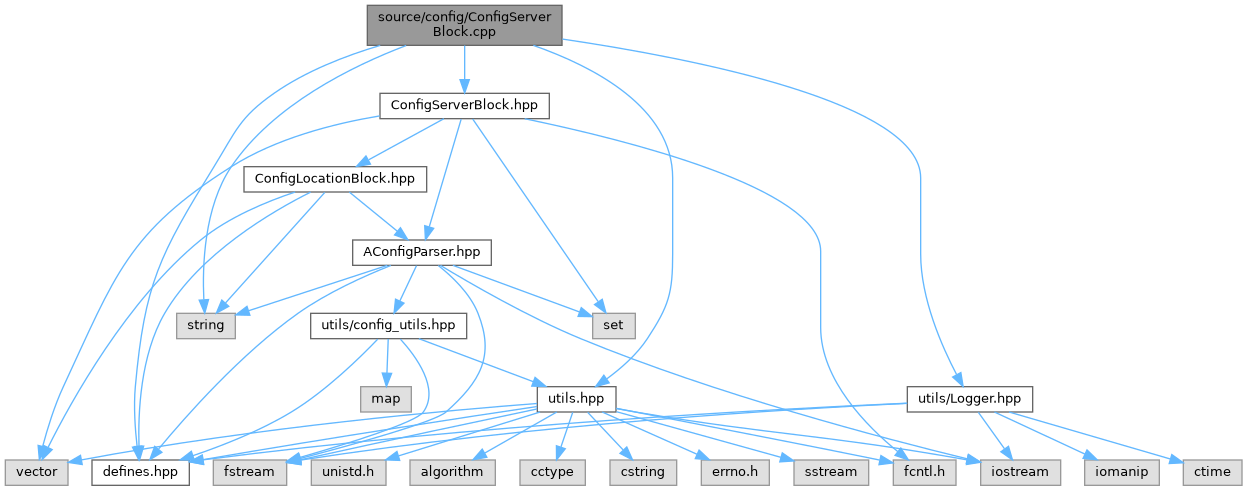 source/config/ConfigServer
Block.cpp
ConfigServerBlock.hpp
ConfigLocationBlock.hpp
AConfigParser.hpp
string
utils/config_utils.hpp
set
map
utils.hpp
utils/Logger.hpp
vector
defines.hpp
fstream
unistd.h
algorithm
cctype
cstring
errno.h
sstream
fcntl.h
iostream
iomanip
ctime